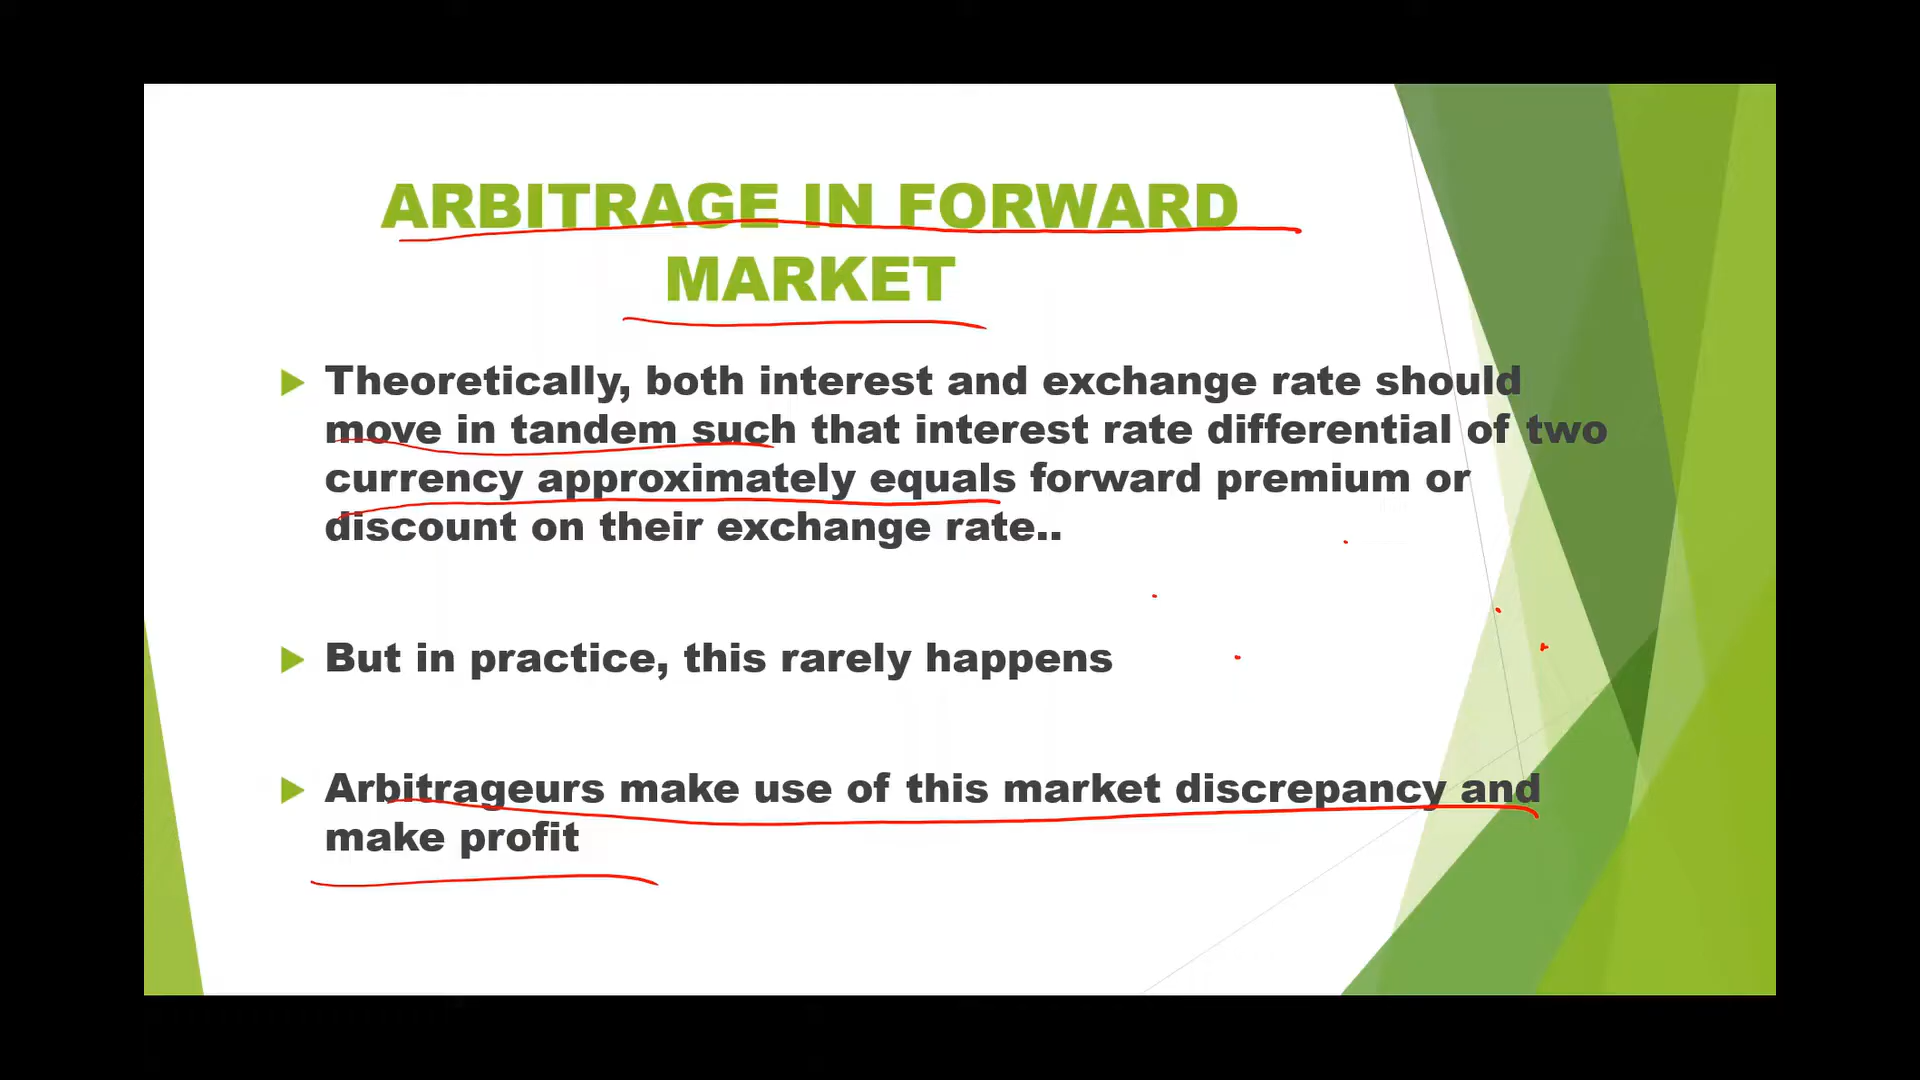 ARBITRAGE IN FORWARD
MARKET
Theoretically, both interest and exchange rate should
move in tandem such that interest rate differential of two
currency approximately equals forward premium or
discount on their exchange rate..
But in practice, this rarely happens
Arbitrageurs make use of this market discrepancy and
make profit